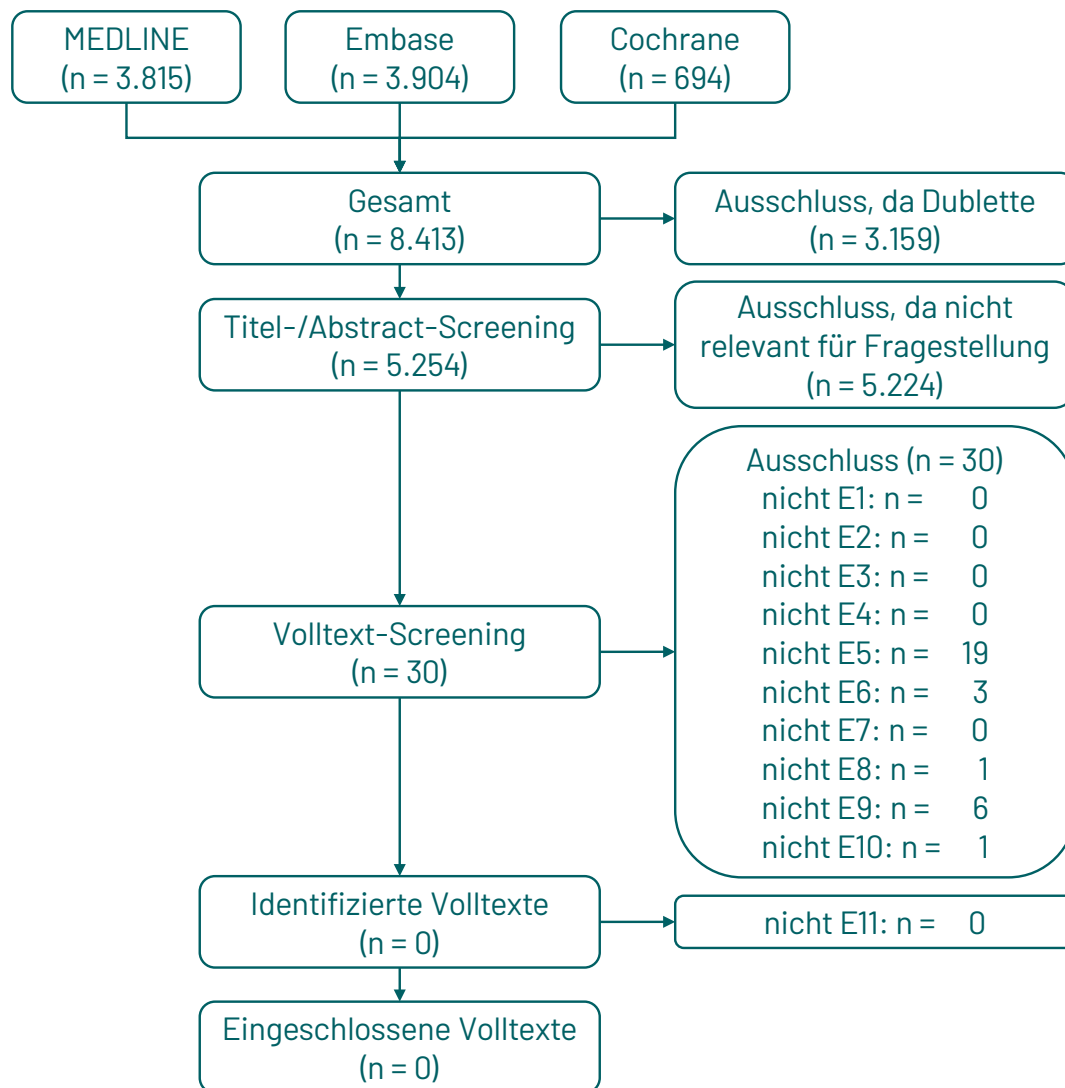 MEDLINE
(n = 3.815)
Embase
(n = 3.904)
Cochrane
(n = 694)
Gesamt
(n = 8.413)
Ausschluss, da Dublette
(n = 3.159)
Titel-/Abstract-Screening
(n = 5.254)
Ausschluss, da nicht
relevant für Fragestellung
(n = 5.224)
Volltext-Screening
(n = 30)
Ausschluss (n = 30)
nicht E1: n = 0
nicht E2: n = 0
nicht E3: n = 0
nicht E4: n = 0
nicht E5: n = 19
nicht E6: n = 3
nicht E7: n = 0
nicht E8: n = 1
nicht E9: n = 6
nicht E10: n = 1
Identifizierte Volltexte
(n = 0)
nicht E11: n = 0
Eingeschlossene Volltexte
(n = 0)